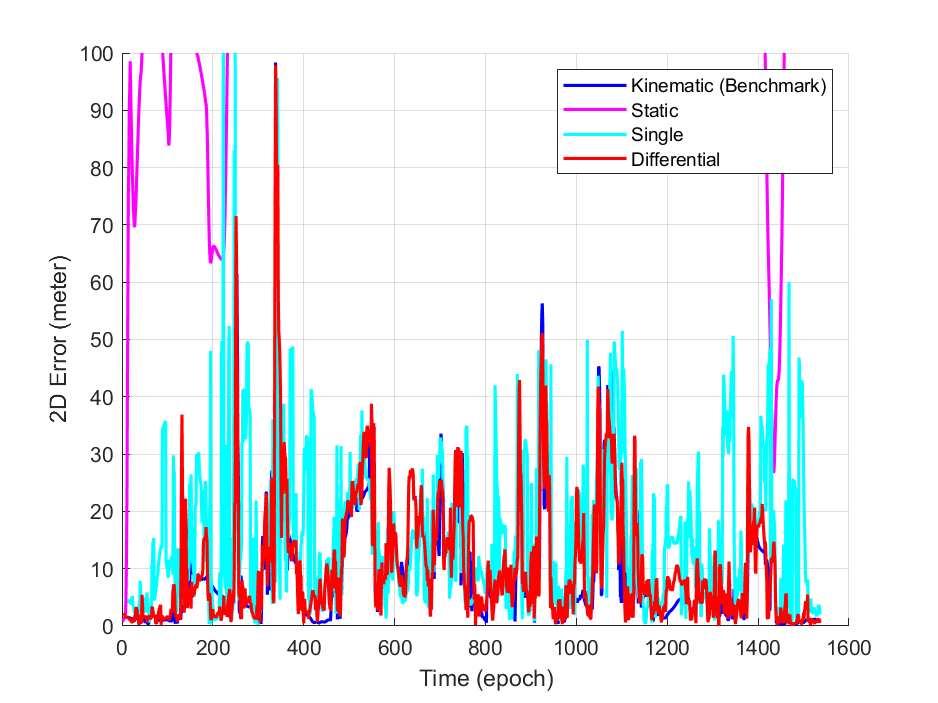 100
90
80
70
60
50
40
30
20
10
0
2D Error (meter)
Kinematic (Benchmark)
Static
Single
Differential
0 200 400 600 800 1000 1200 1400 1600
Time (epoch)